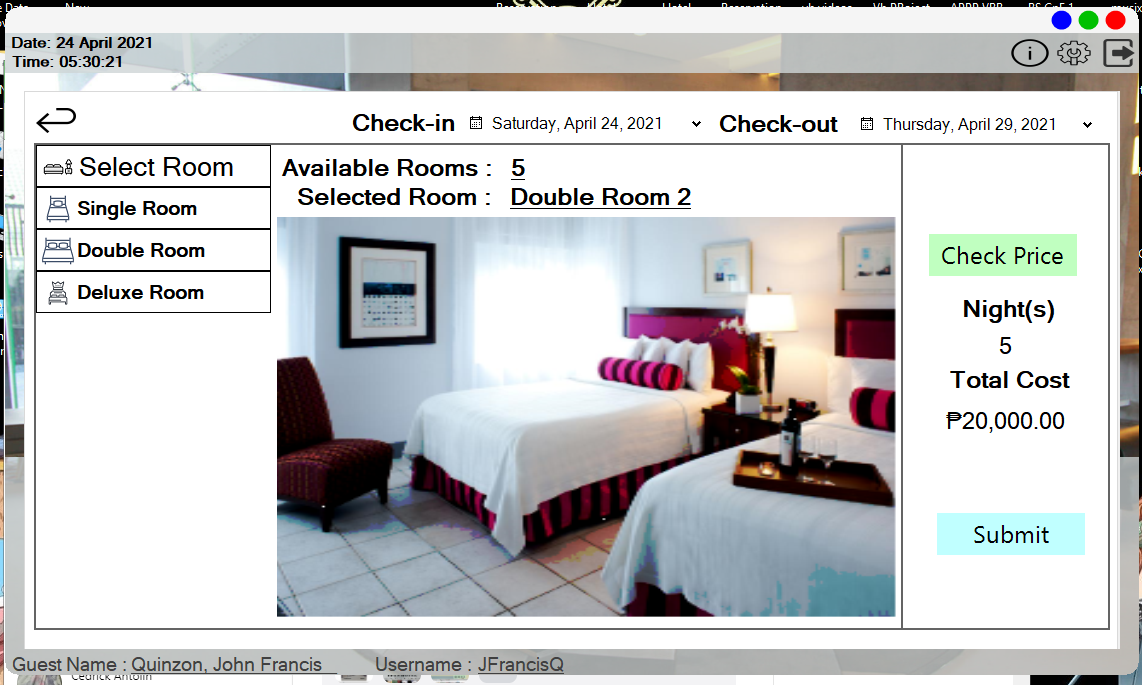 Date: 24 April 2021
Time: 05:30:21
Check-in Saturday, April 24, 2021 Check-out Thursday, April 29, 2021
Select Room
Single Room
Double Room
Deluxe Room
Available Rooms : 5
Selected Room : Double Room 2
Check Price
Night(s)
5
Total Cost
₱20,000.00
Submit
Guest Name : Quinzon, John Francis Username : JFrancisQ
Cedrick Antolin